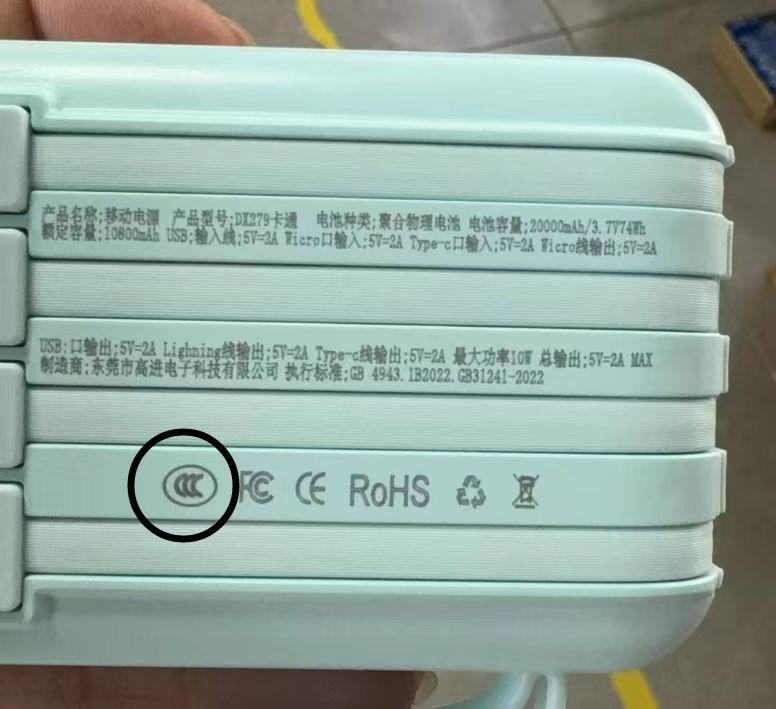 产品名称;移动电源 产品型号;DX279卡通 电池种类;聚合物理电池 电池容量;20000mAh/3.7V74Wh
额定容量;10800mAh USB;输入线;5V=2A Wicro口输入;5V=2A Type-c口输入;5V=2A Wicro线输出;5V=2A
USB:口输出;5V=2A Lighning线输出;5V=2A Type-c线输出;5V=2A 最大功率10W 总输出;5V=2A MAX
制造商;东莞市高进电子科技有限公司 执行标准;GB 4943.1B2022.GB31241-2022
CCC FC CE RoHS